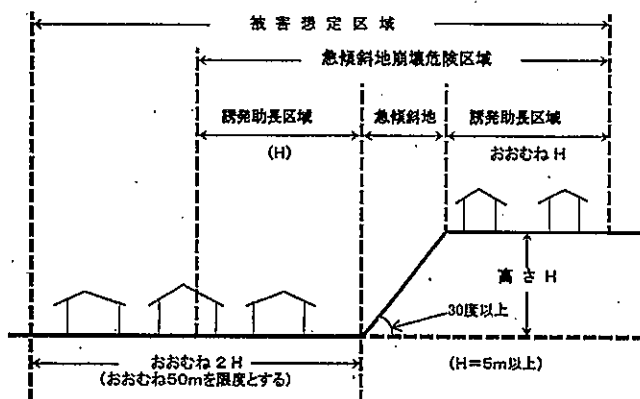 被害想定区域
急傾斜地崩壊危険区域
誘発助長区域
急傾斜地
誘発助長区域
(H)
おおむねH
高さH
30度以上
おおむね2H
(おおむね50mを限度とする)
(H=5m以上)